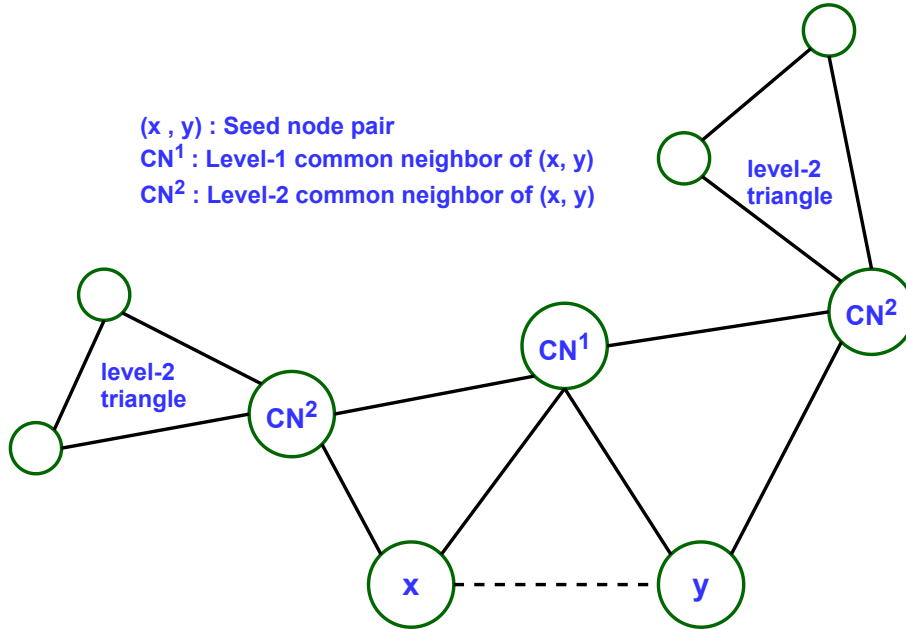 (x , y) : Seed node pair
CN¹ : Level-1 common neighbor of (x, y)
CN² : Level-2 common neighbor of (x, y)
level-2
triangle
CN²
CN¹
level-2
triangle
CN²
x
y